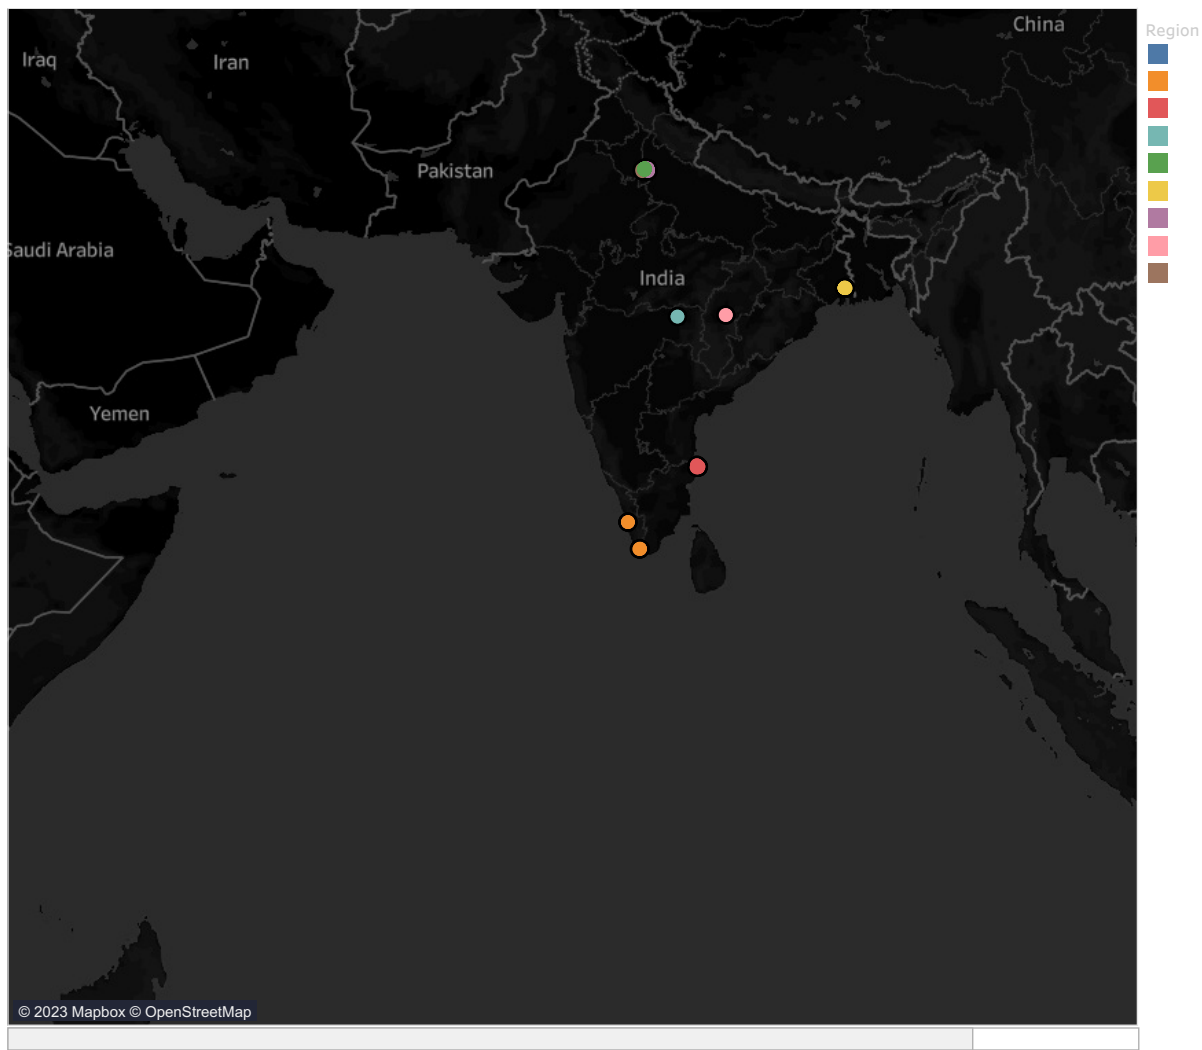 China
Region
Iraq
Iran
Pakistan
Saudi Arabia
India
Yemen
© 2023 Mapbox © OpenStreetMap